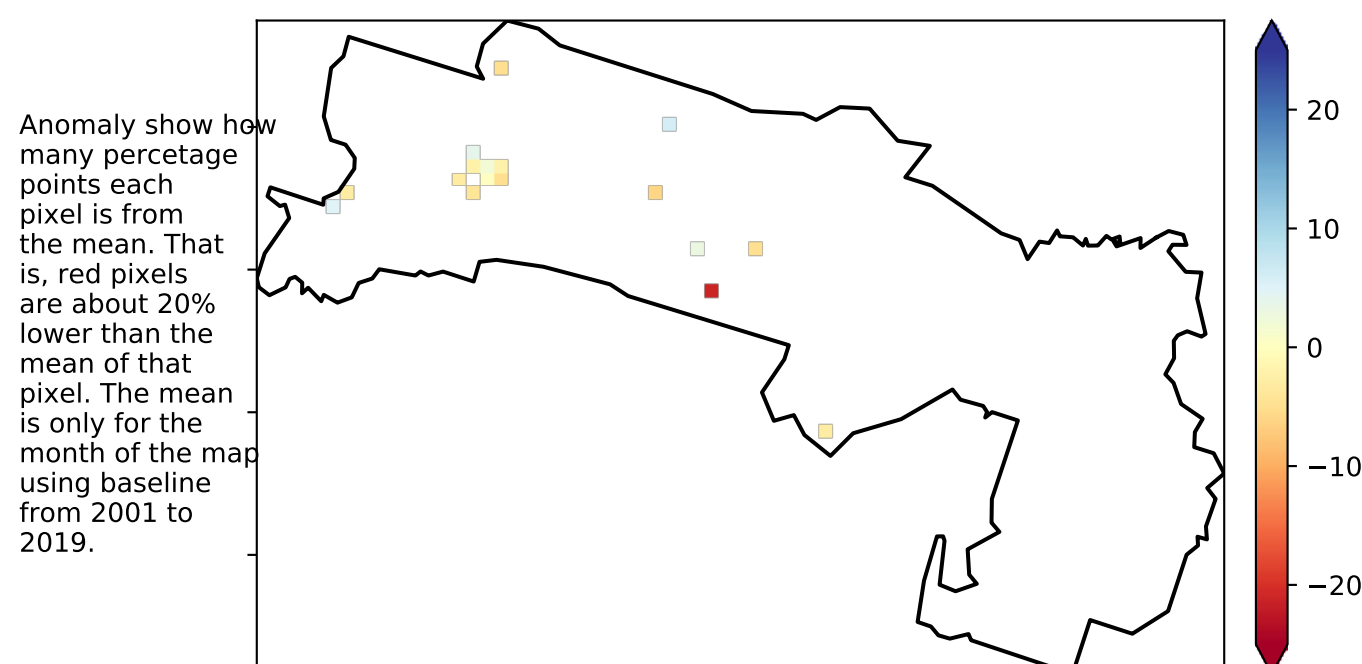 Anomaly show how
many percetage
points each
pixel is from
the mean. That
is, red pixels
are about 20%
lower than the
mean of that
pixel. The mean
is only for the
month of the map
using baseline
from 2001 to
2019.
20
10
0
−10
−20